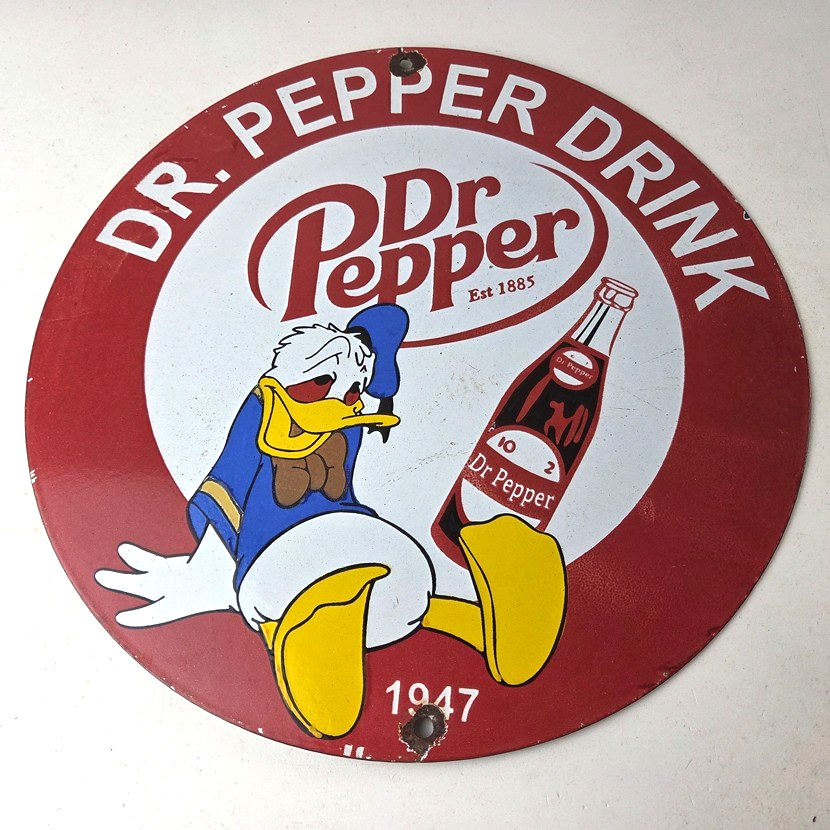 DR. PEPPER DRINK
Dr
Pepper
Est 1885
Dr Pepper
10 2
Dr Pepper
1947